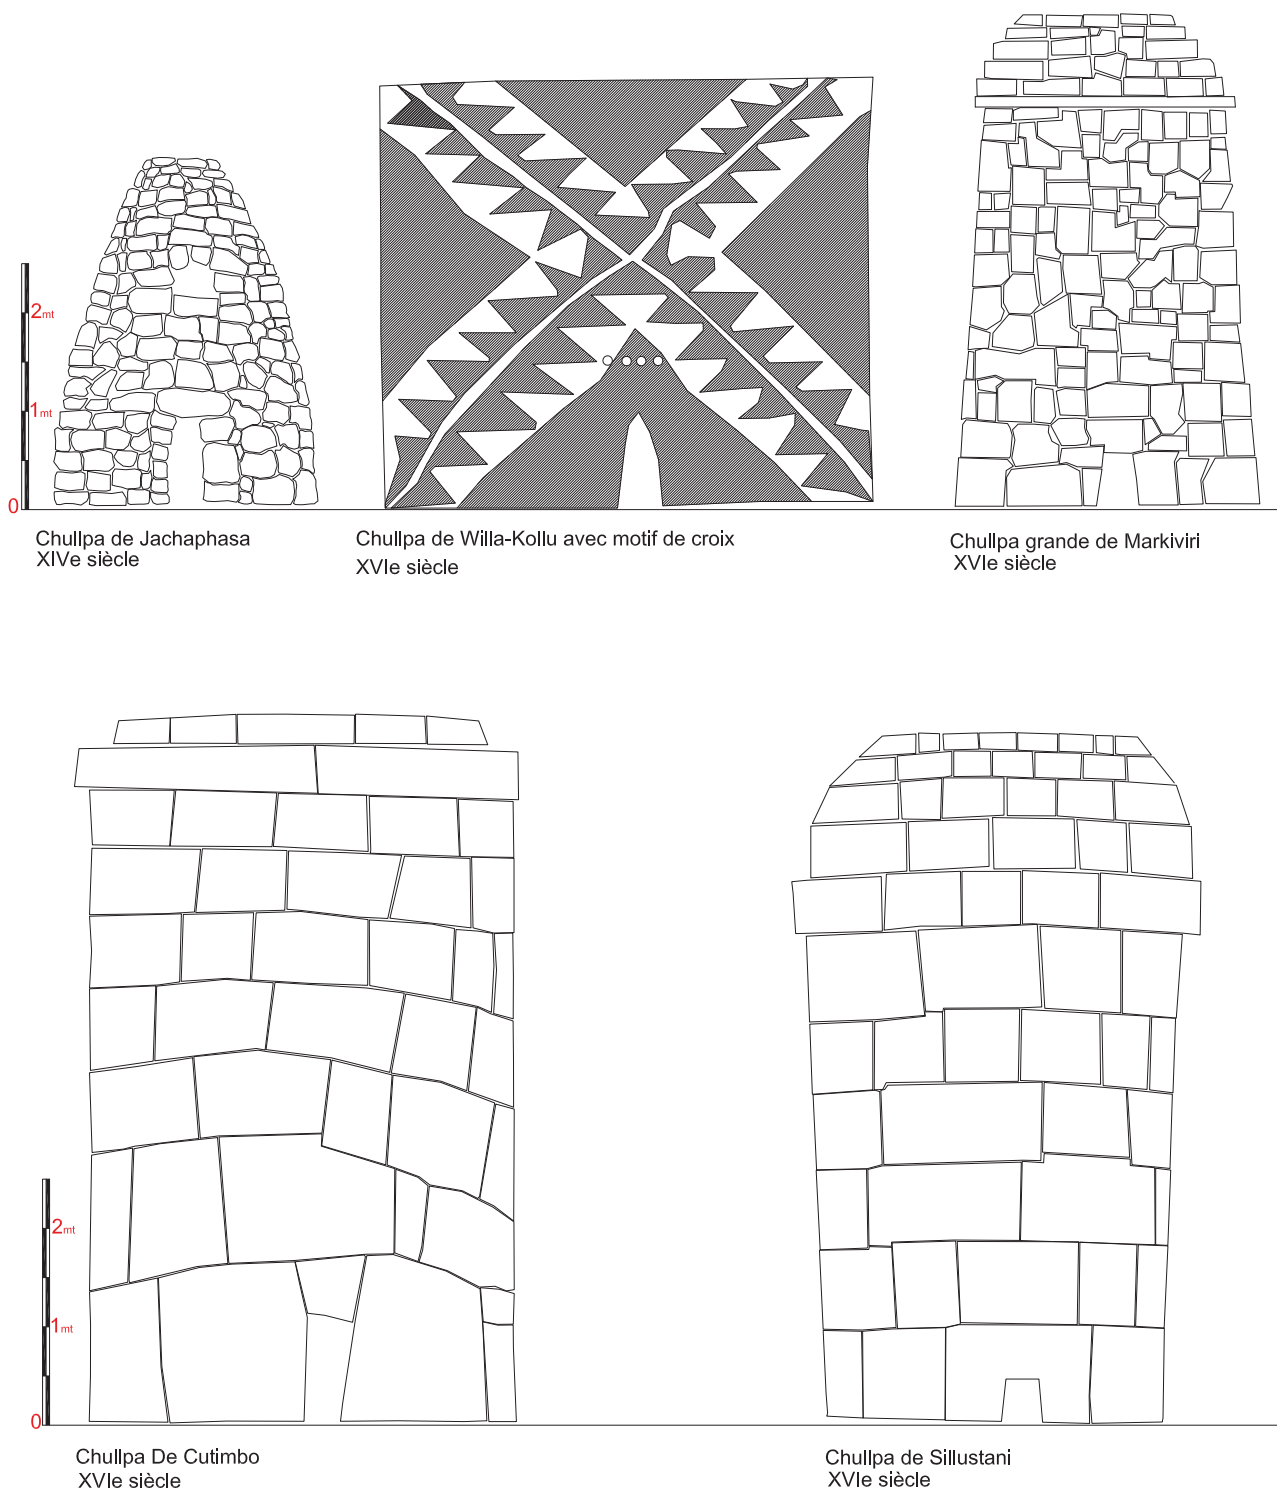 2mt
1mt
0
Chullpa de Jachaphasa
XIVe siècle
Chullpa de Willa-Kollu avec motif de croix
XVIe siècle
Chullpa grande de Markiviri
XVIe siècle
2mt
1mt
0
Chullpa De Cutimbo
XVIe siècle
Chullpa de Sillustani
XVIe siècle